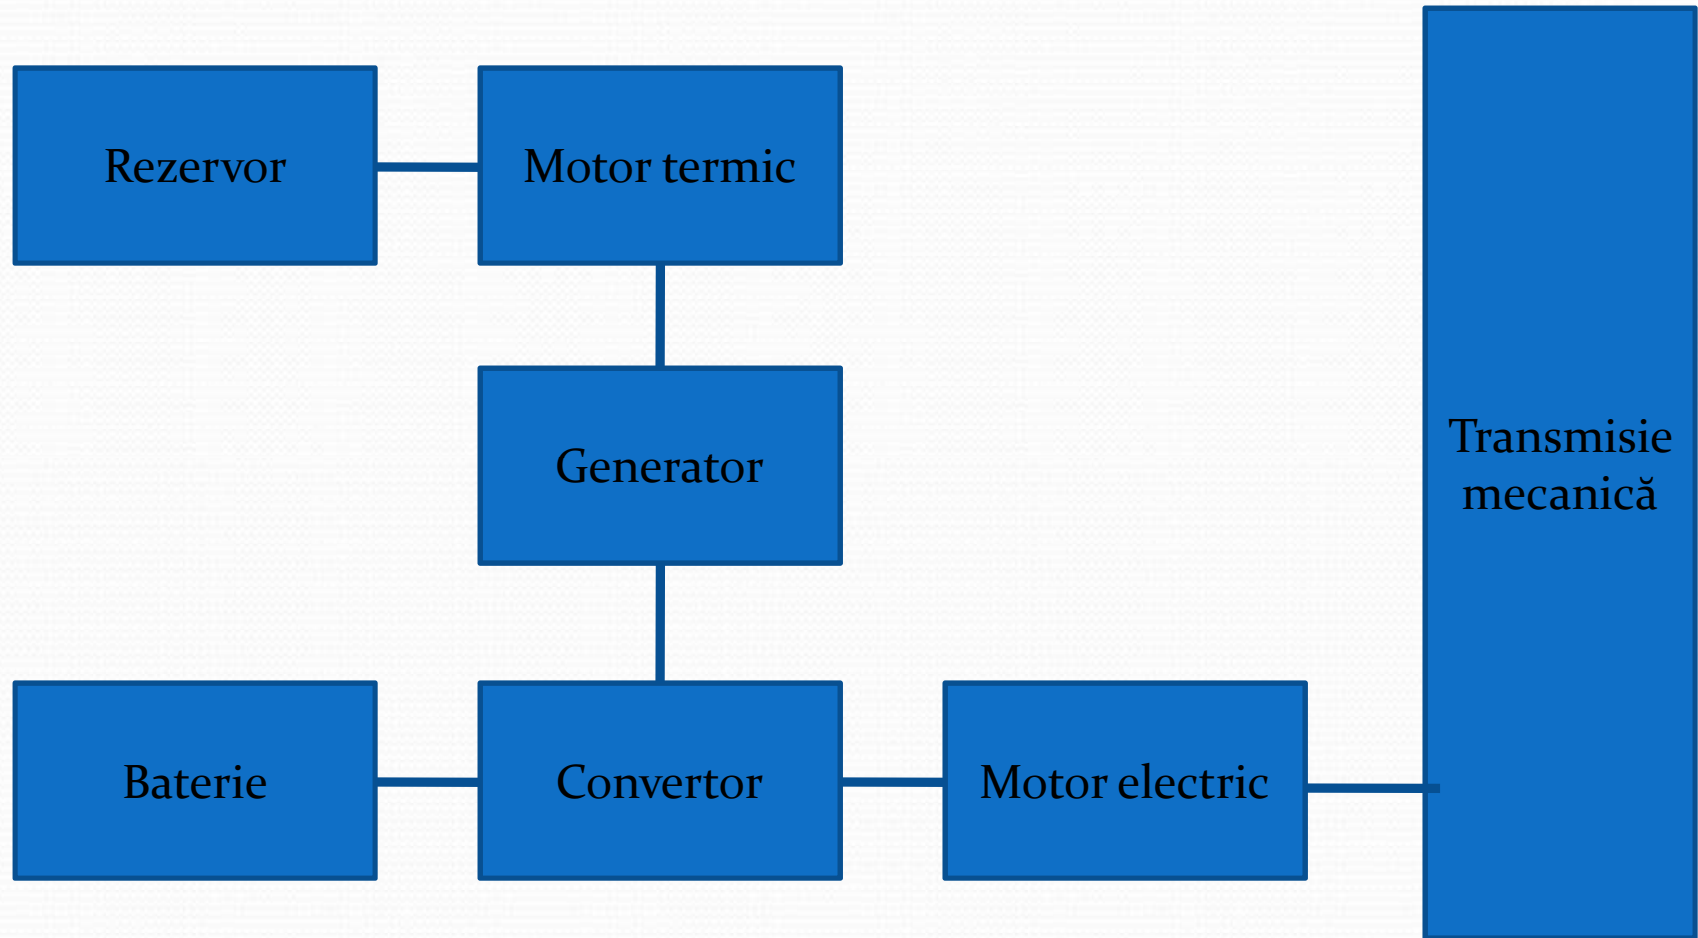 Rezervor
Motor termic
Generator
Transmisie
mecanică
Baterie
Convertor
Motor electric